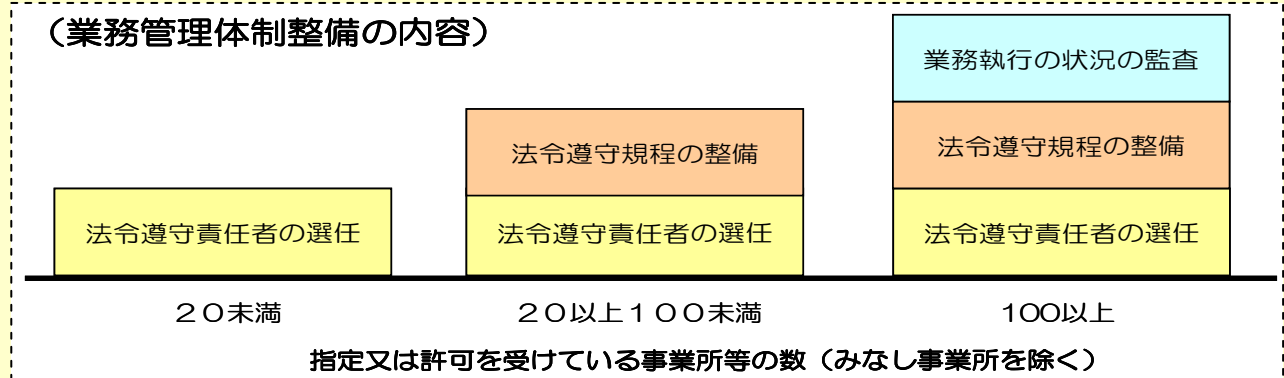 （業務管理体制整備の内容）
業務執行の状況の監査
法令遵守規程の整備
法令遵守規程の整備
法令遵守責任者の選任
法令遵守責任者の選任
法令遵守責任者の選任
２０未満
２０以上１００未満
100以上
指定又は許可を受けている事業所等の数（みなし事業所を除く）